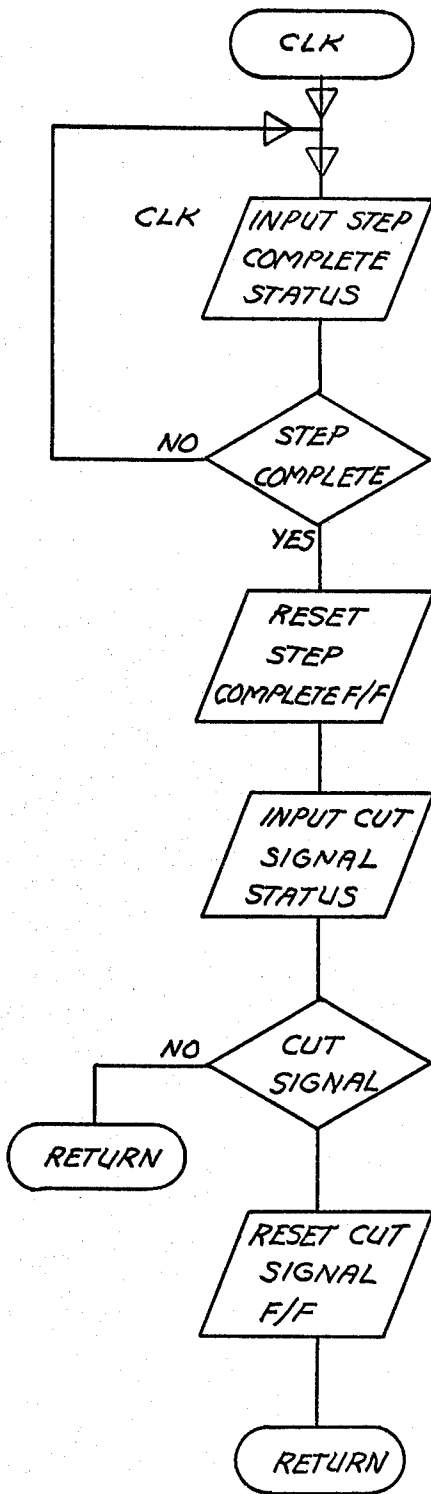 CLK
CLK
INPUT STEP
COMPLETE
STATUS
NO
STEP
COMPLETE
YES
RESET
STEP
COMPLETE F/F
INPUT CUT
SIGNAL
STATUS
NO
CUT
SIGNAL
RETURN
RESET CUT
SIGNAL
F/F
RETURN